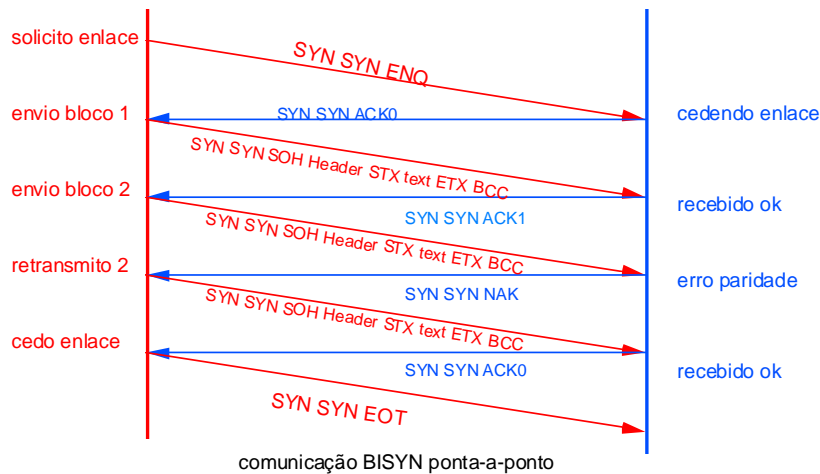 solicito enlace
SYN SYN ENQ
envio bloco 1
SYN SYN ACK0
cedendo enlace
SYN SYN SOH Header STX text ETX BCC
envio bloco 2
SYN SYN ACK1
recebido ok
SYN SYN SOH Header STX text ETX BCC
retransmito 2
SYN SYN NAK
erro paridade
SYN SYN SOH Header STX text ETX BCC
cedo enlace
SYN SYN ACK0
recebido ok
SYN SYN EOT
comunicação BISYN ponta-a-ponto